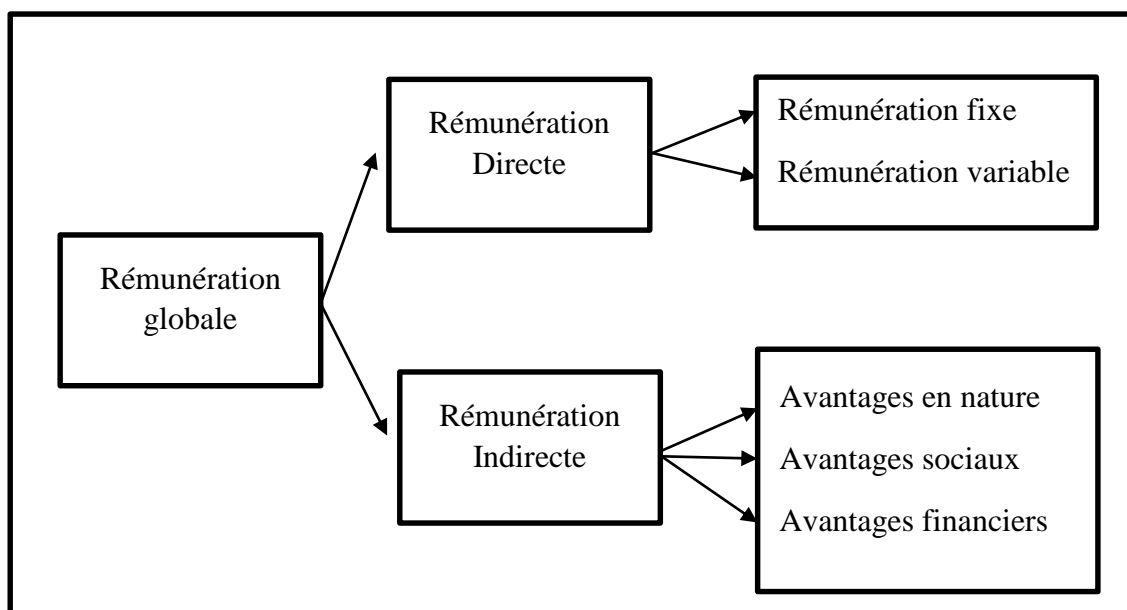 Rémunération
Directe
Rémunération fixe
Rémunération variable
Rémunération
globale
Rémunération
Indirecte
Avantages en nature
Avantages sociaux
Avantages financiers